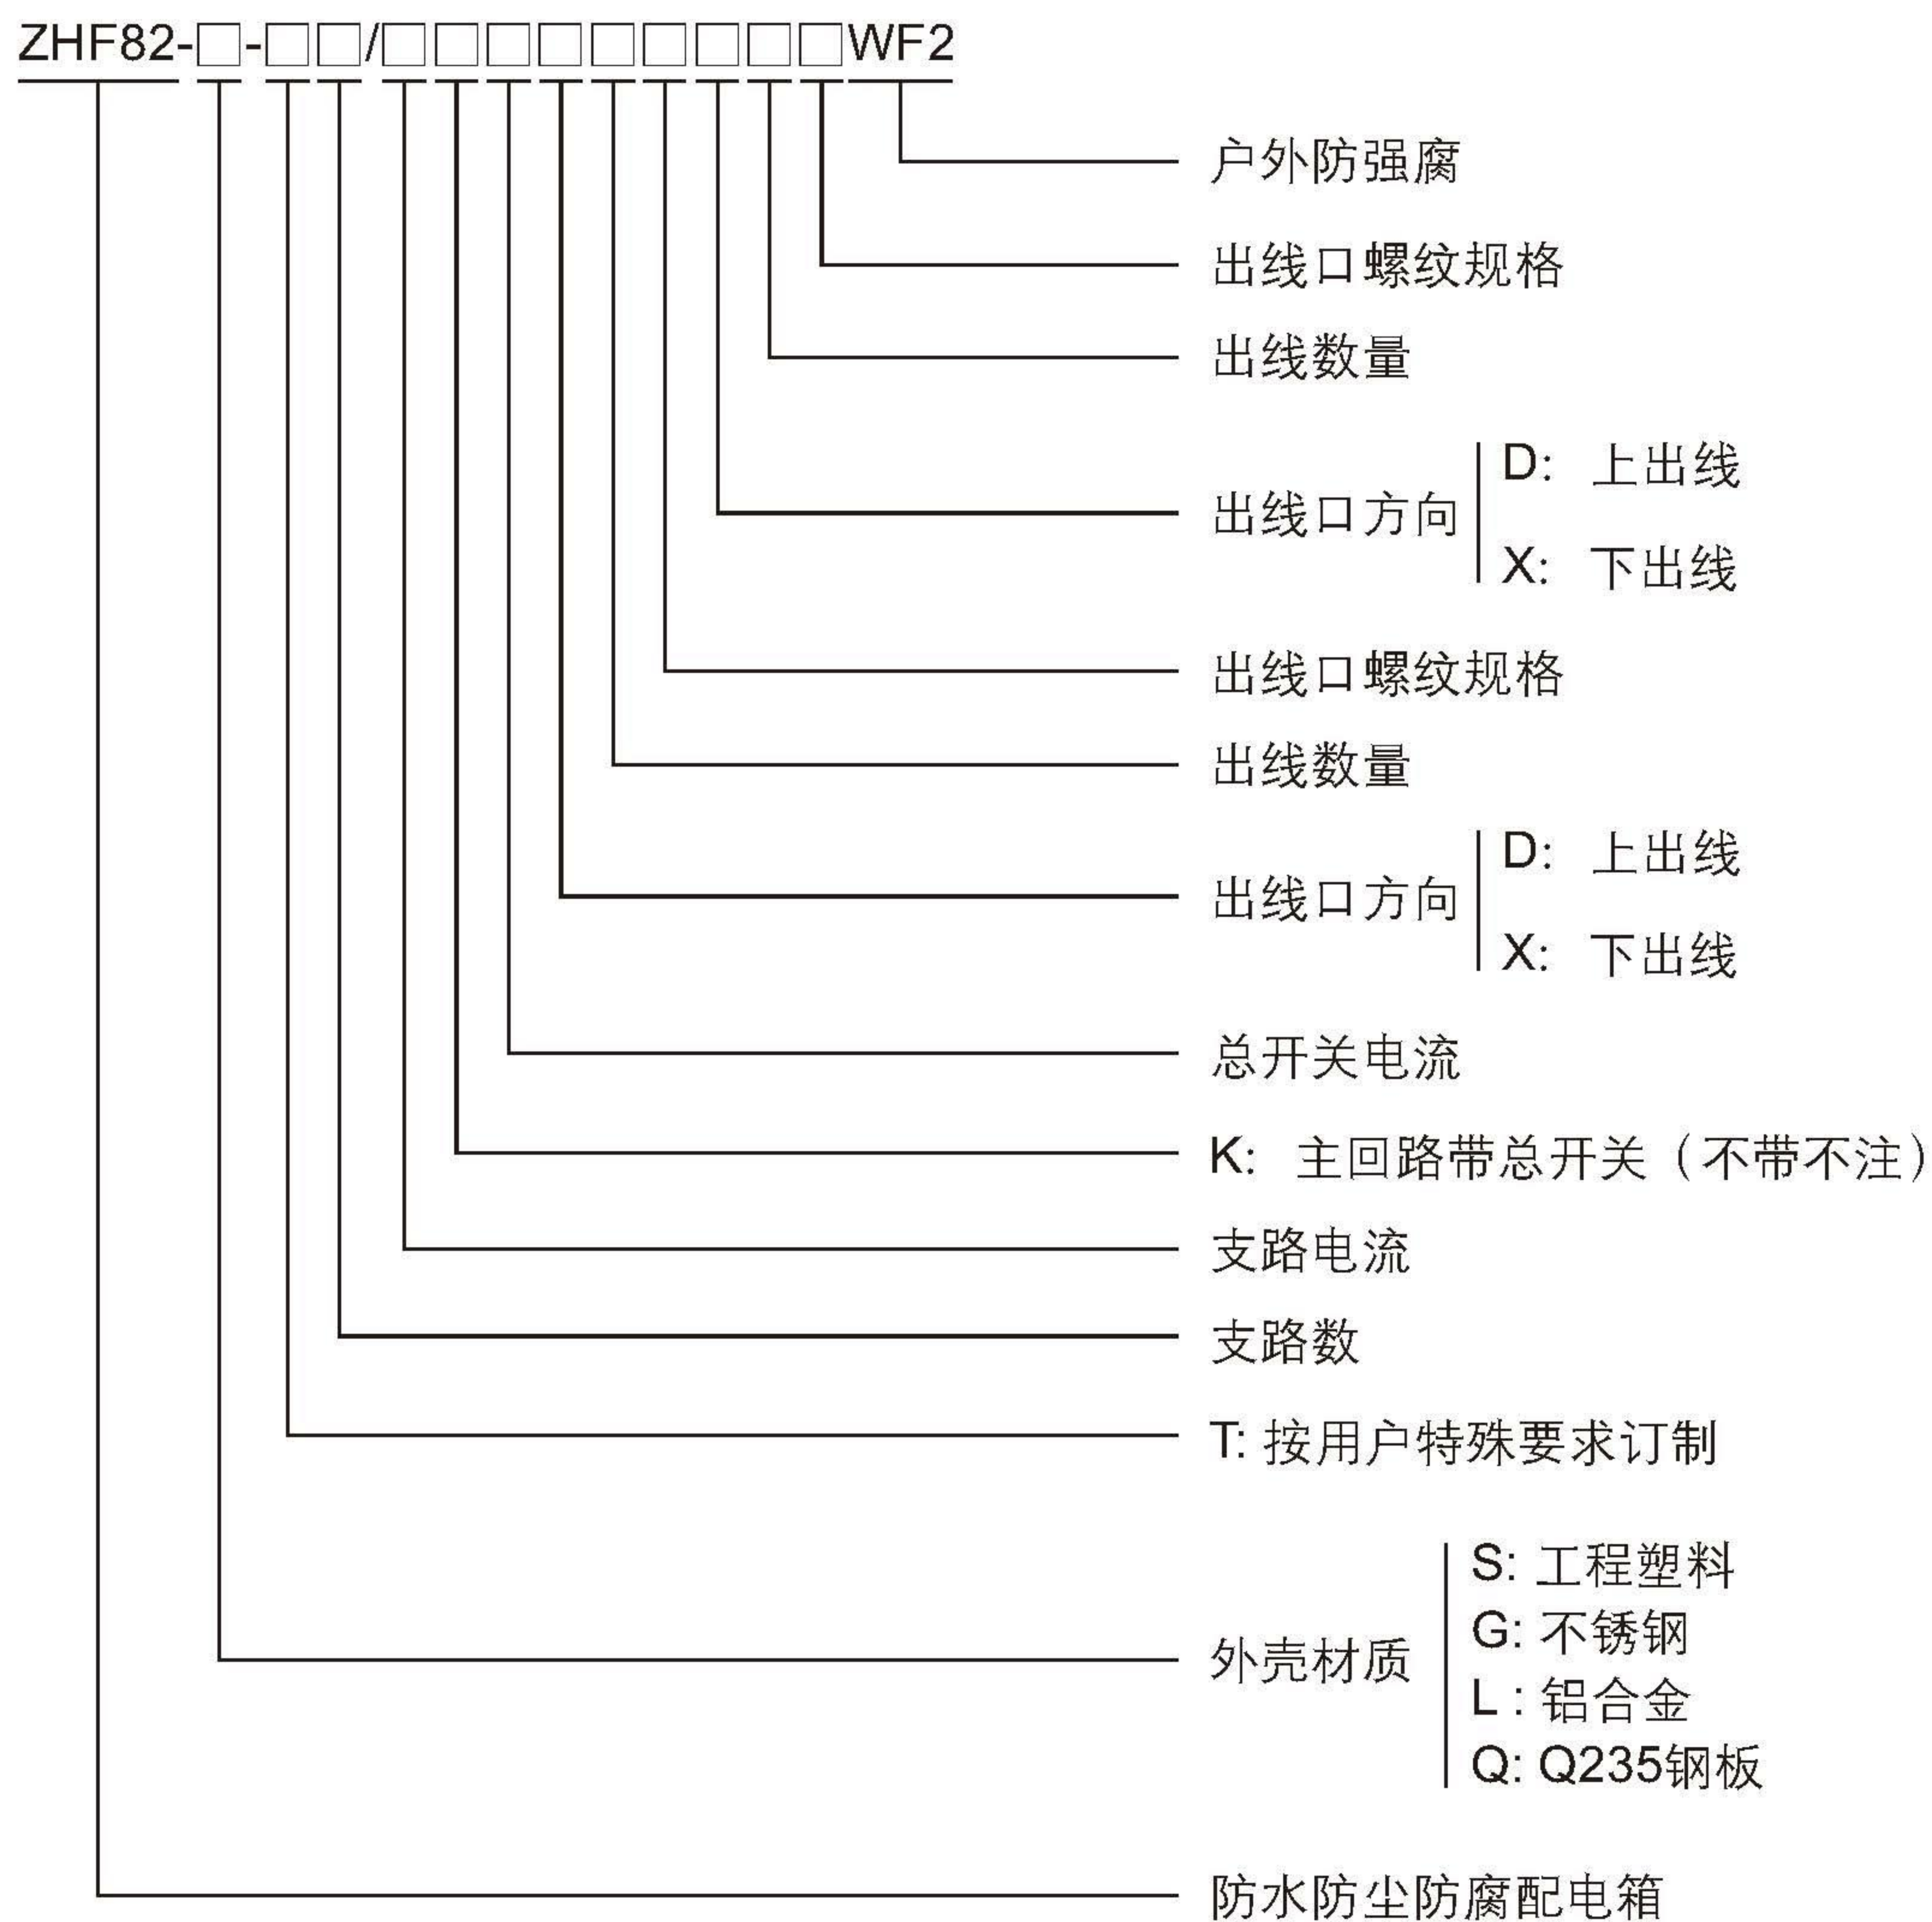 ZHF82-□-□□/□□□□□□□□□WF2
户外防强腐
出线口螺纹规格
出线数量
出线口方向
D: 上出线
X: 下出线
出线口螺纹规格
出线数量
出线口方向
D: 上出线
X: 下出线
总开关电流
K: 主回路带总开关（不带不注）
支路电流
支路数
T: 按用户特殊要求订制
外壳材质
S: 工程塑料
G: 不锈钢
L : 铝合金
Q: Q235钢板
防水防尘防腐配电箱